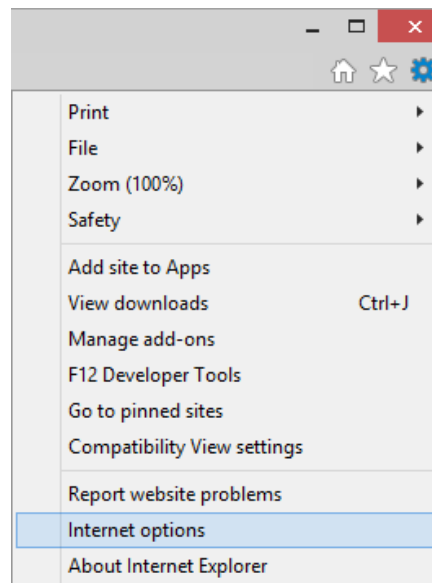 Print
File
Zoom (100%)
Safety
Add site to Apps
View downloads Ctrl+J
Manage add-ons
F12 Developer Tools
Go to pinned sites
Compatibility View settings
Report website problems
Internet options
About Internet Explorer